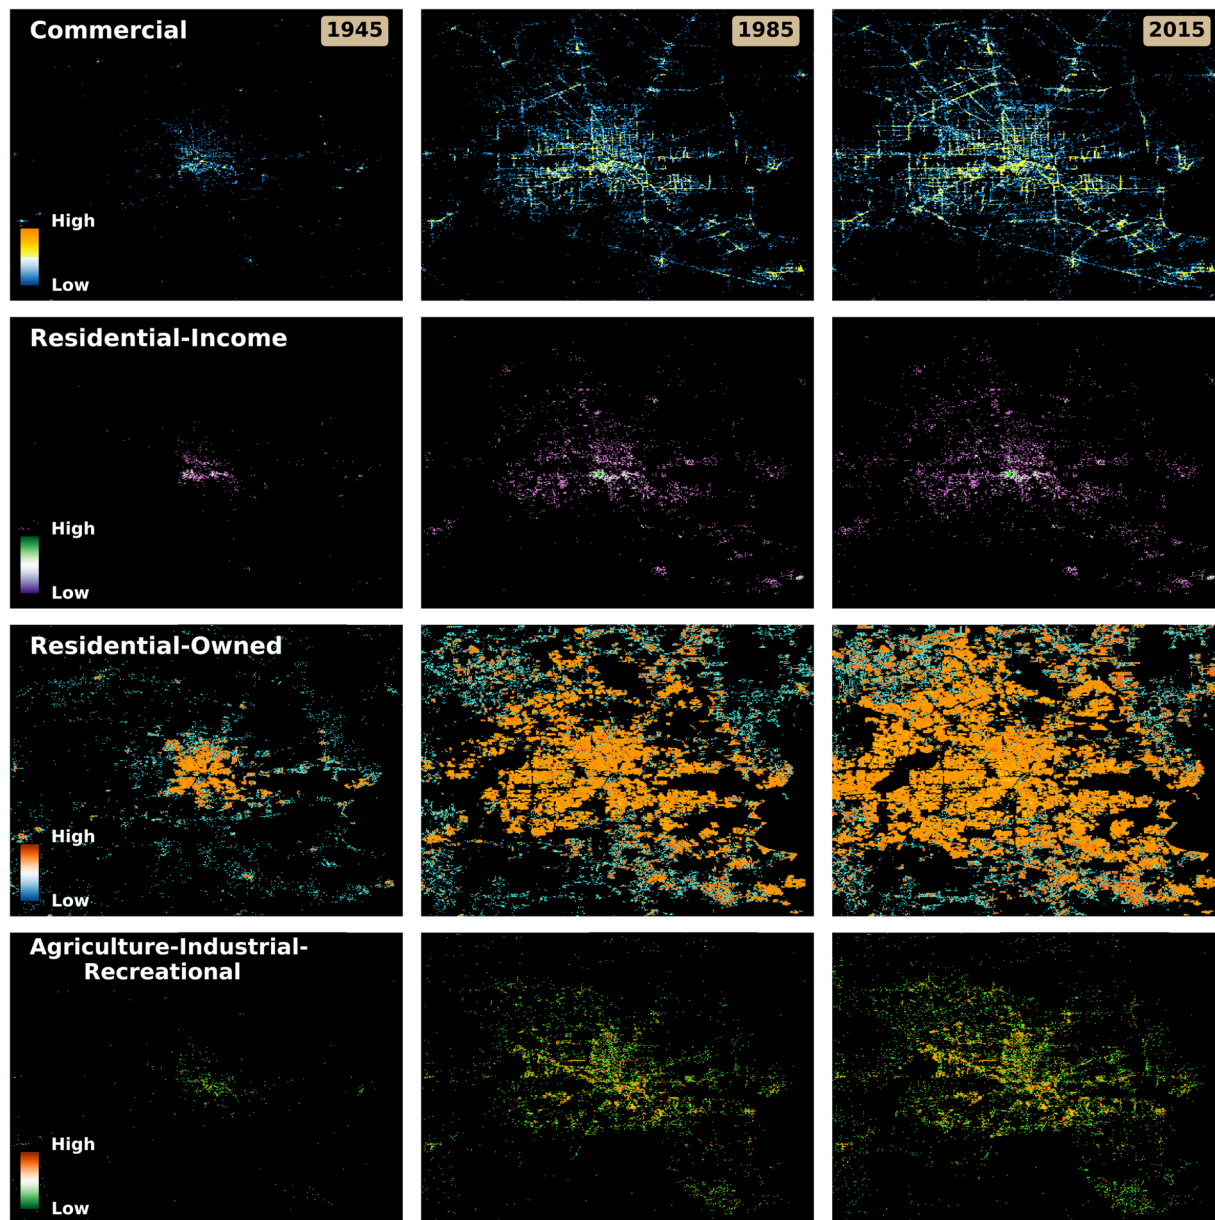 Commercial
1945
1985
2015
High
Low
Residential-Income
High
Low
Residential-Owned
High
Low
Agriculture-Industrial-
Recreational
High
Low